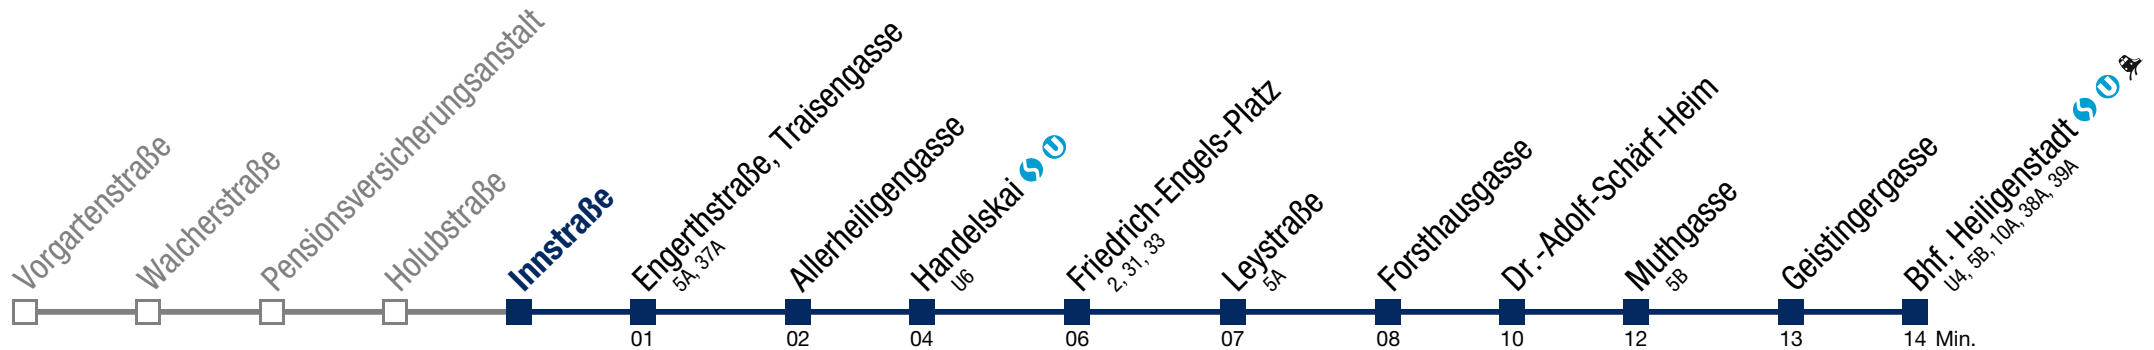 Vorgartenstraße
Walcherstraße
Pensionsversicherungsanstalt
Holubstraße
Innstraße
Engerthstraße, Traisengasse
5A, 37A
Allerheiligengasse
Handelskai S U
U6
Friedrich-Engels-Platz
2, 31, 33
Leystraße
5A
Forsthausgasse
Dr.-Adolf-Schärf-Heim
Muthgasse
5B
Geistingergasse
Bhf. Heiligenstadt S U
U4, 5B, 10A, 38A, 39A
01 02 04 06 07 08 10 12 13 14 Min.